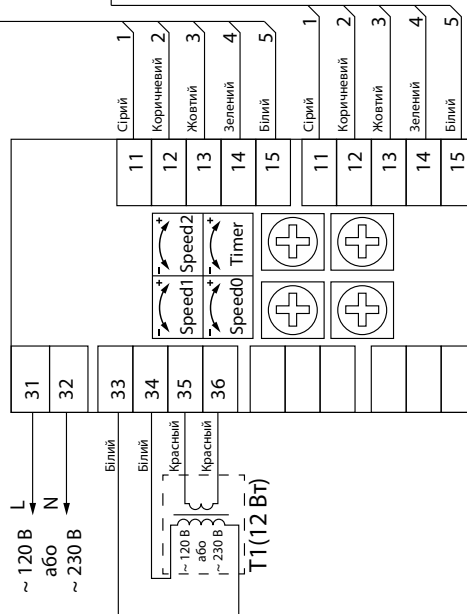 1
2
3
4
5
Сірий
Коричневий
Жовтий
Зелений
Білий
11
12
13
14
15
1
2
3
4
5
Сірий
Коричневий
Жовтий
Зелений
Білий
11
12
13
14
15
- + Speed1
- + Speed2
- + Speed0
- + Timer
31
32
33
34
35
36
L
N
~ 120 В
або
~ 230 В
Білий
Білий
Красный
Красный
~ 120 В
або
~ 230 В
Т1(12 Вт)